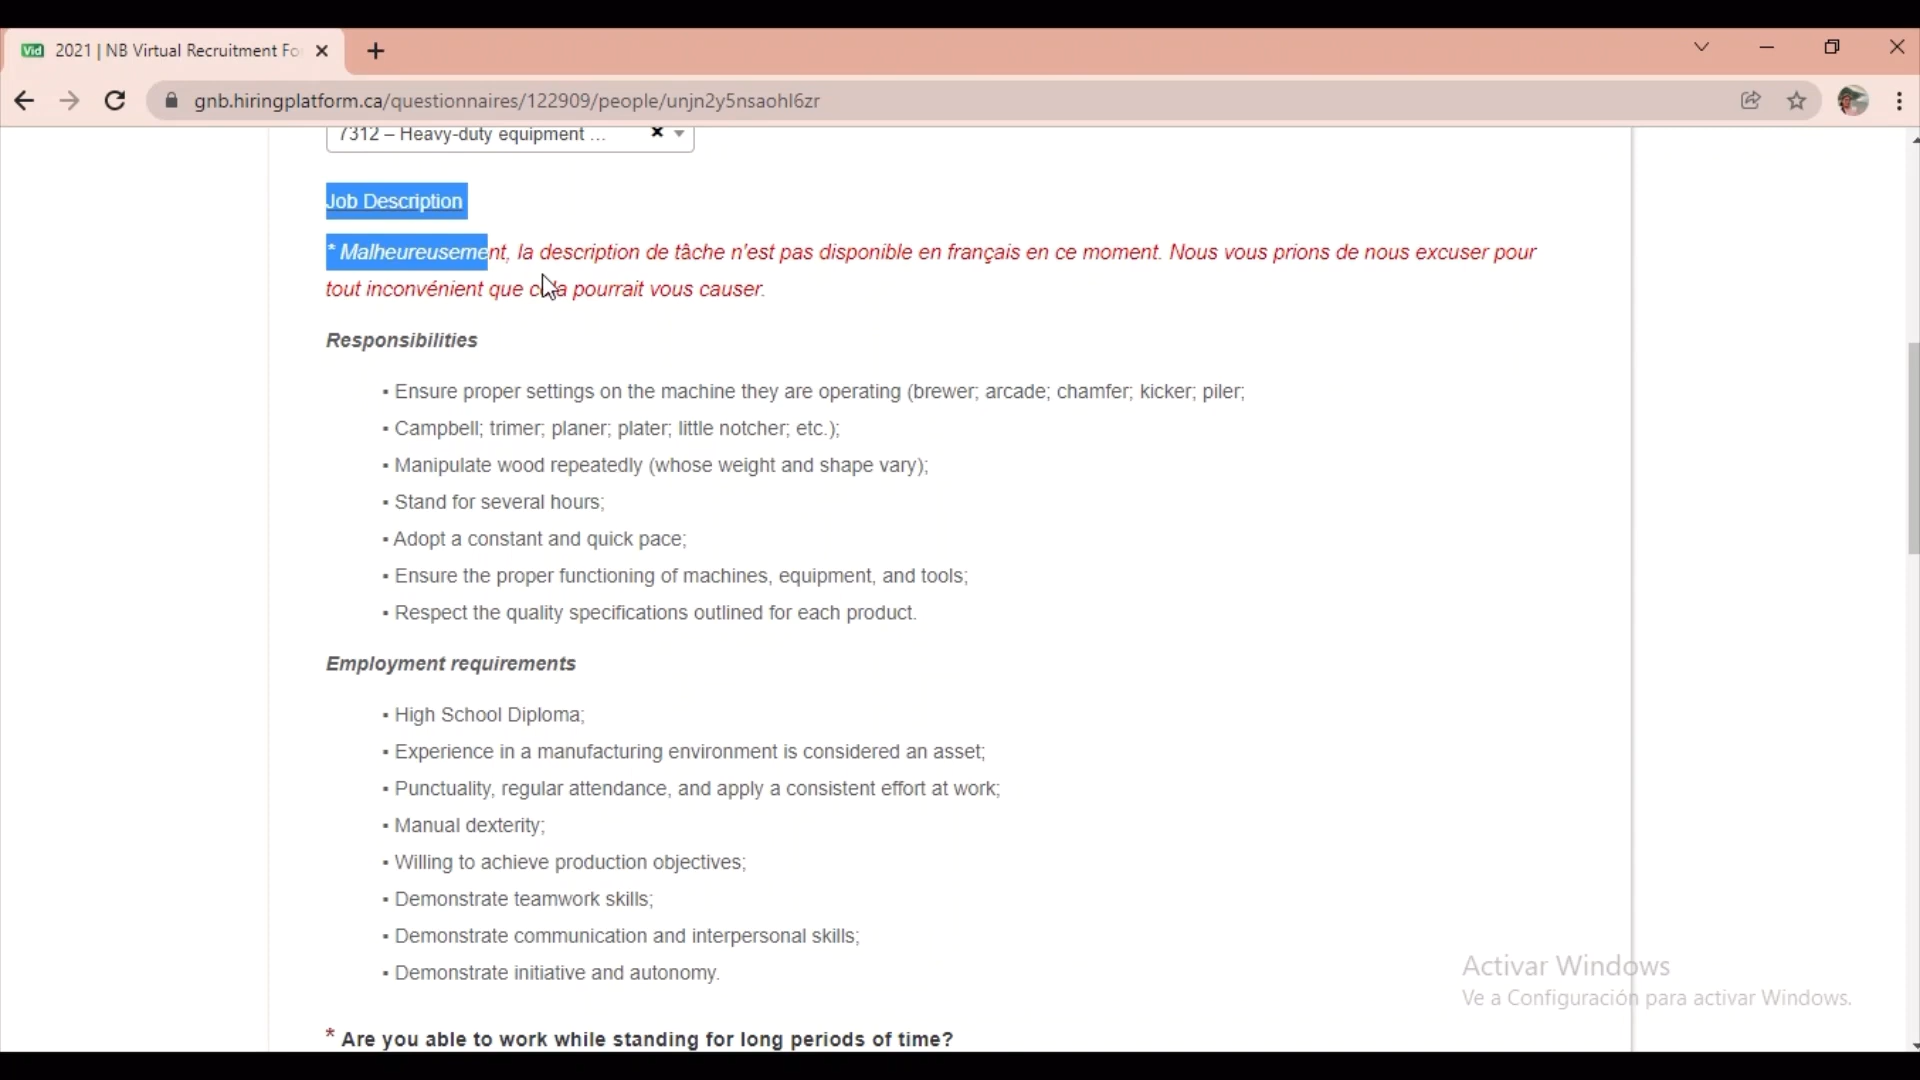 Vid 2021 | NB Virtual Recruitment Fo
gnb.hiringplatform.ca/questionnaires/122909/people/unjn2y5nsaohl6zr
7312 – Heavy-duty equipment ...
Job Description
* Malheureusement, la description de tâche n'est pas disponible en français en ce moment. Nous vous prions de nous excuser pour
tout inconvénient que cela pourrait vous causer.
Responsibilities
▪ Ensure proper settings on the machine they are operating (brewer; arcade; chamfer; kicker; piler;
▪ Campbell; trimer; planer; plater; little notcher; etc.);
▪ Manipulate wood repeatedly (whose weight and shape vary);
▪ Stand for several hours;
▪ Adopt a constant and quick pace;
▪ Ensure the proper functioning of machines, equipment, and tools;
▪ Respect the quality specifications outlined for each product.
Employment requirements
▪ High School Diploma;
▪ Experience in a manufacturing environment is considered an asset;
▪ Punctuality, regular attendance, and apply a consistent effort at work;
▪ Manual dexterity;
▪ Willing to achieve production objectives;
▪ Demonstrate teamwork skills;
▪ Demonstrate communication and interpersonal skills;
▪ Demonstrate initiative and autonomy.
Activar Windows
Ve a Configuración para activar Windows.
* Are you able to work while standing for long periods of time?